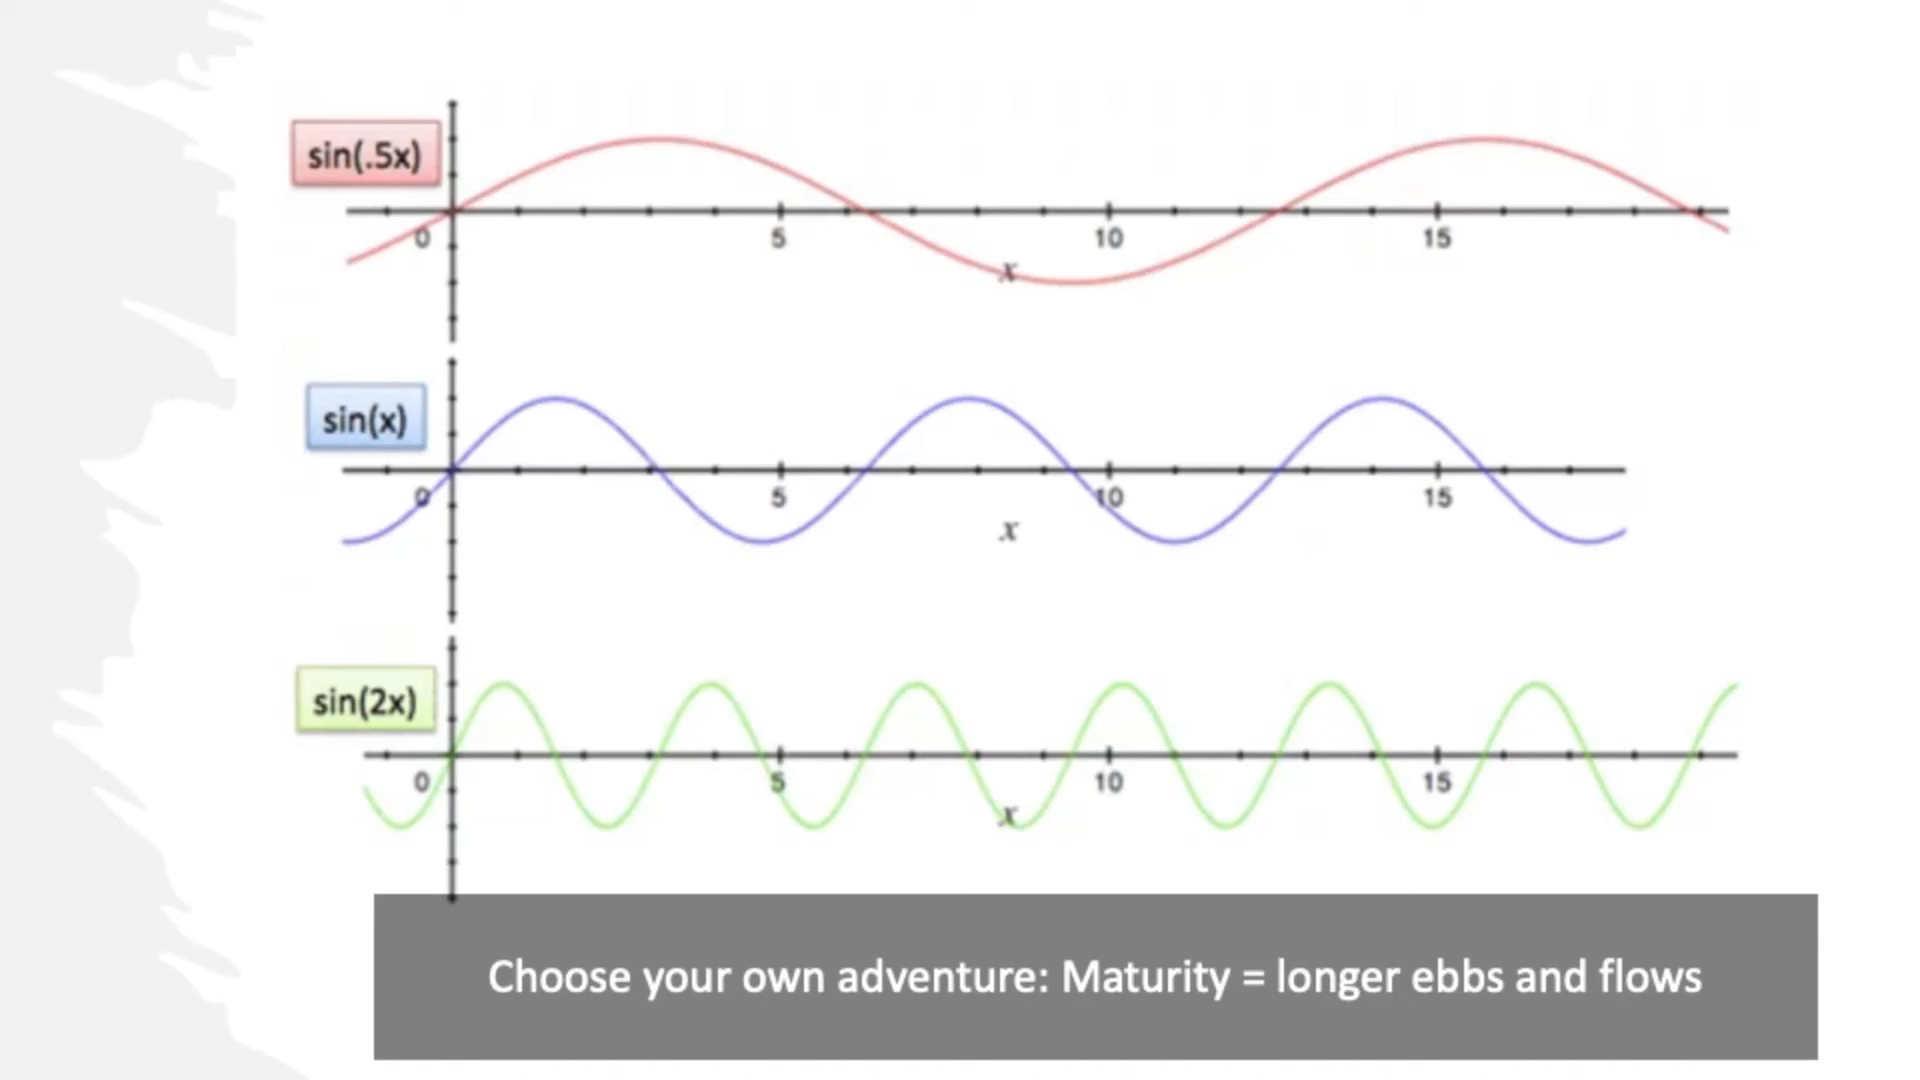 sin(.5x)
0 5 10 15
x
sin(x)
0 5 10 15
x
sin(2x)
0 5 10 15
x
Choose your own adventure: Maturity = longer ebbs and flows